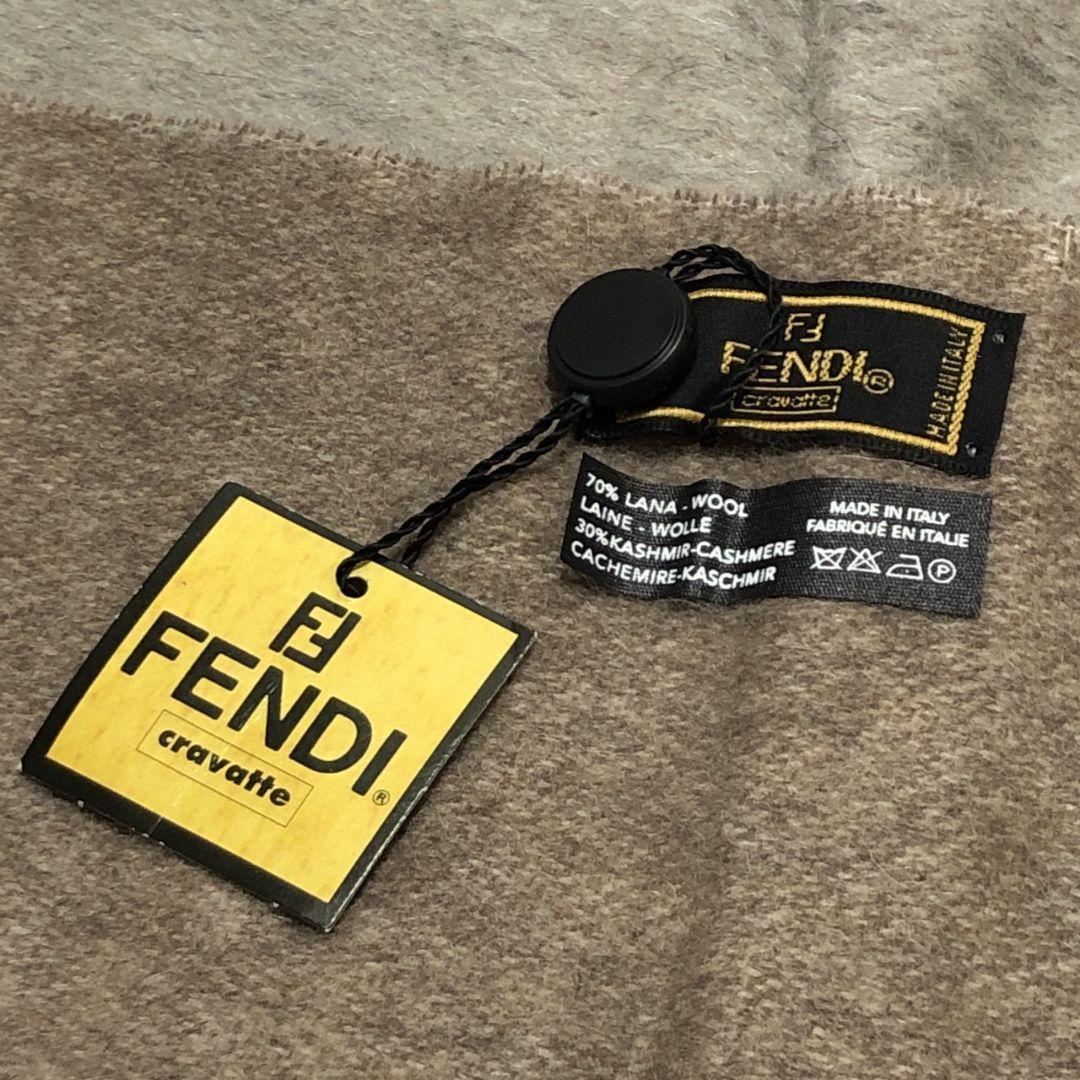 FF
FENDI®
cravatte
MADE IN ITALY
70% LANA - WOOL
LAINE - WOLLE
30% KASHMIR-CASHMERE
CACHEMIRE-KASCHMIR
MADE IN ITALY
FABRIQUÉ EN ITALIE
P
FF
FENDI®
cravatte